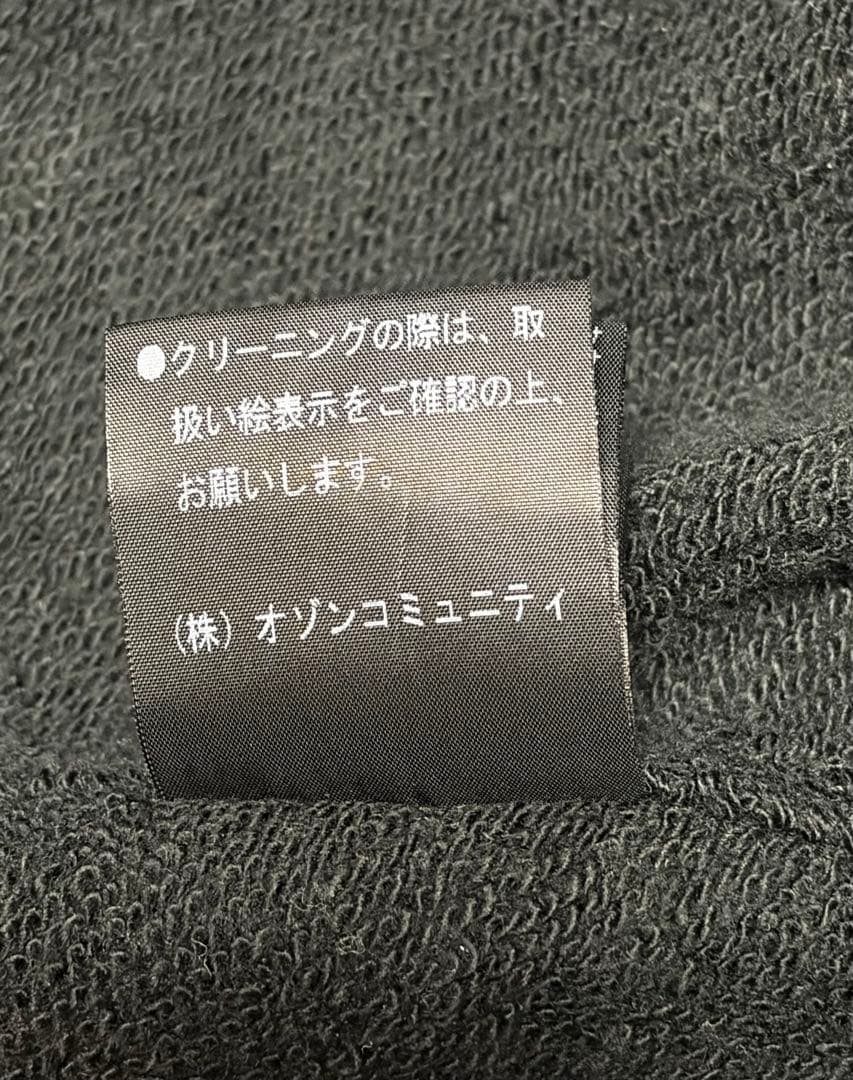 ●クリーニングの際は、取
扱い絵表示をご確認の上、
お願いします。
（株）オゾンコミュニティ